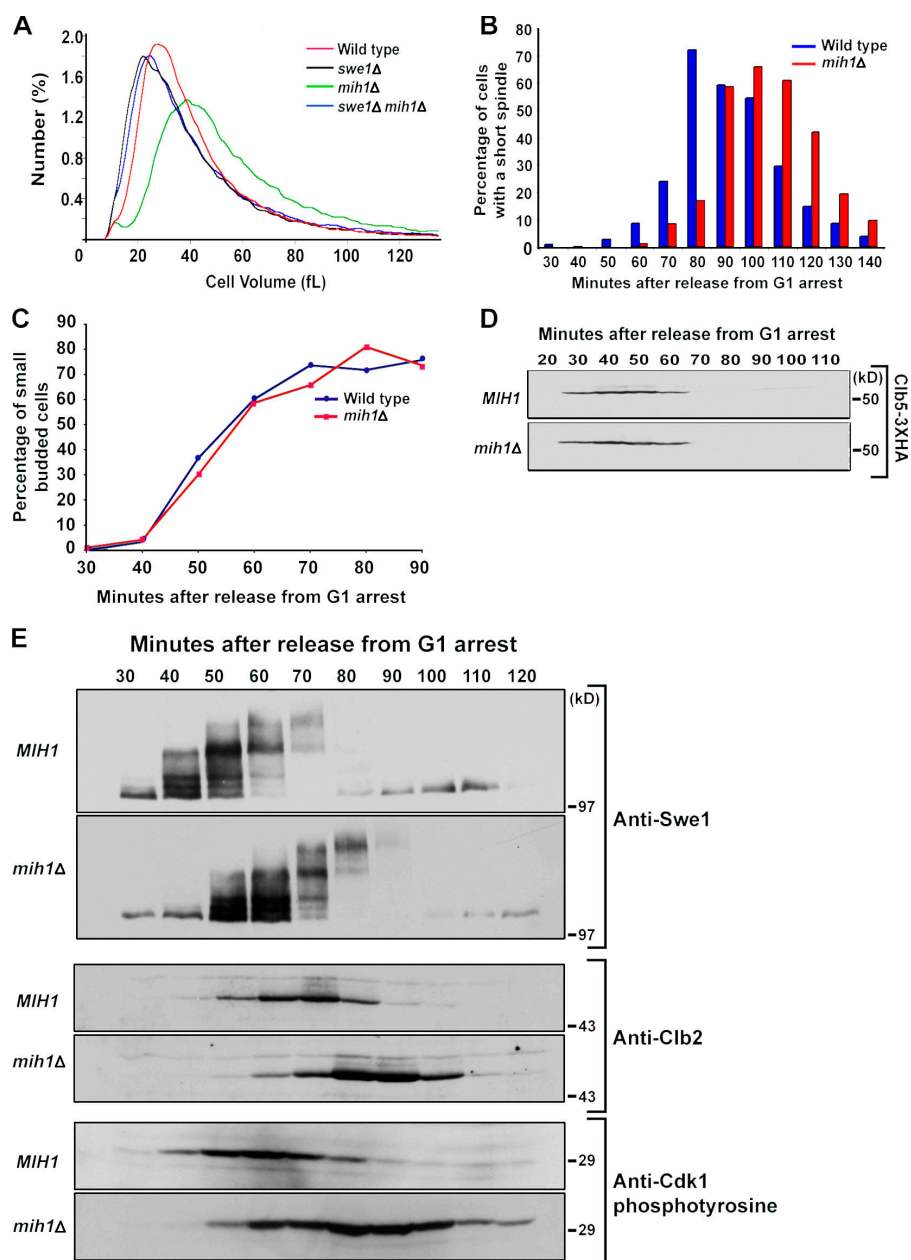 A
Number (%)
2.0
1.6
1.2
0.8
0.4
0 20 40 60 80 100 120
Cell Volume (fL)
Wild type
swe1Δ
mih1Δ
swe1Δ mih1Δ
B
Percentage of cells
with a short spindle
80
70
60
50
40
30
20
10
0
30 40 50 60 70 80 90 100 110 120 130 140
Minutes after release from G1 arrest
Wild type
mih1Δ
C
Percentage of small
budded cells
90
80
70
60
50
40
30
20
10
0
30 40 50 60 70 80 90
Minutes after release from G1 arrest
Wild type
mih1Δ
D
Minutes after release from G1 arrest
20 30 40 50 60 70 80 90 100 110
(kD)
MIH1
50
mih1Δ
50
Clb5-3XHA
E
Minutes after release from G1 arrest
30 40 50 60 70 80 90 100 110 120
(kD)
MIH1
97
mih1Δ
97
Anti-Swe1
MIH1
43
mih1Δ
43
Anti-Clb2
MIH1
29
mih1Δ
29
Anti-Cdk1
phosphotyrosine